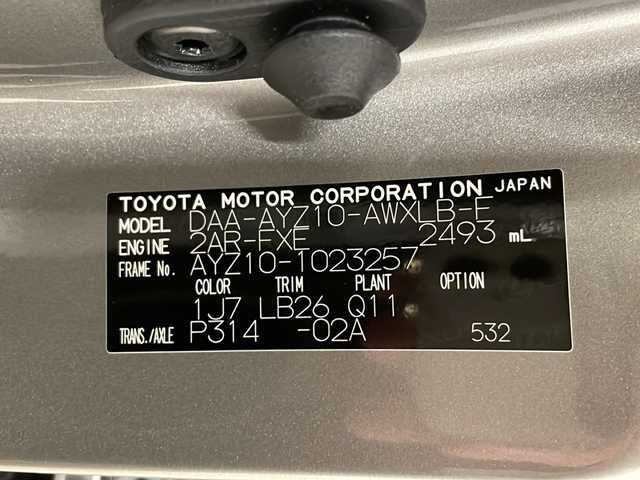 TOYOTA MOTOR CORPORATION JAPAN
MODEL DAA-AYZ10-AWXLB-E
ENGINE 2AR-FXE 2493 mL
FRAME No. AYZ10-1023257
COLOR TRIM PLANT OPTION
1J7 LB26 Q11
TRANS./AXLE P314 -02A 532